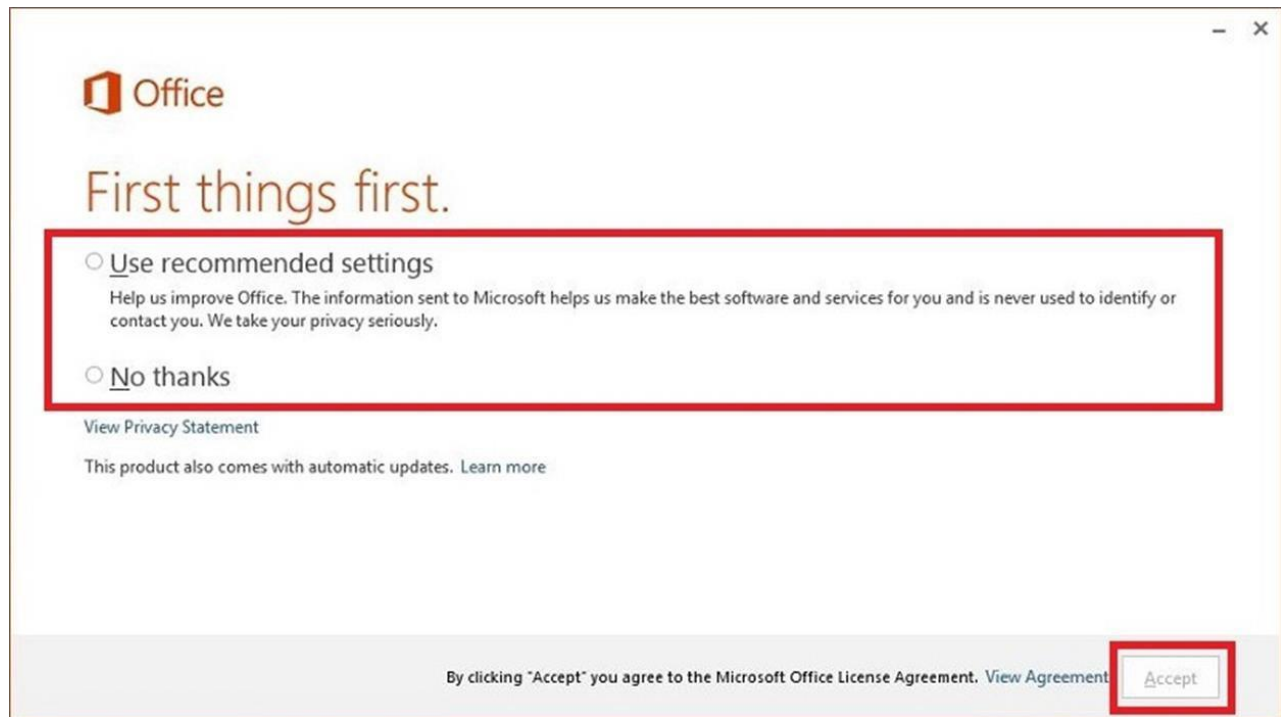 Office
First things first.
Use recommended settings
Help us improve Office. The information sent to Microsoft helps us make the best software and services for you and is never used to identify or
contact you. We take your privacy seriously.
No thanks
View Privacy Statement
This product also comes with automatic updates. Learn more
By clicking "Accept" you agree to the Microsoft Office License Agreement. View Agreement
Accept